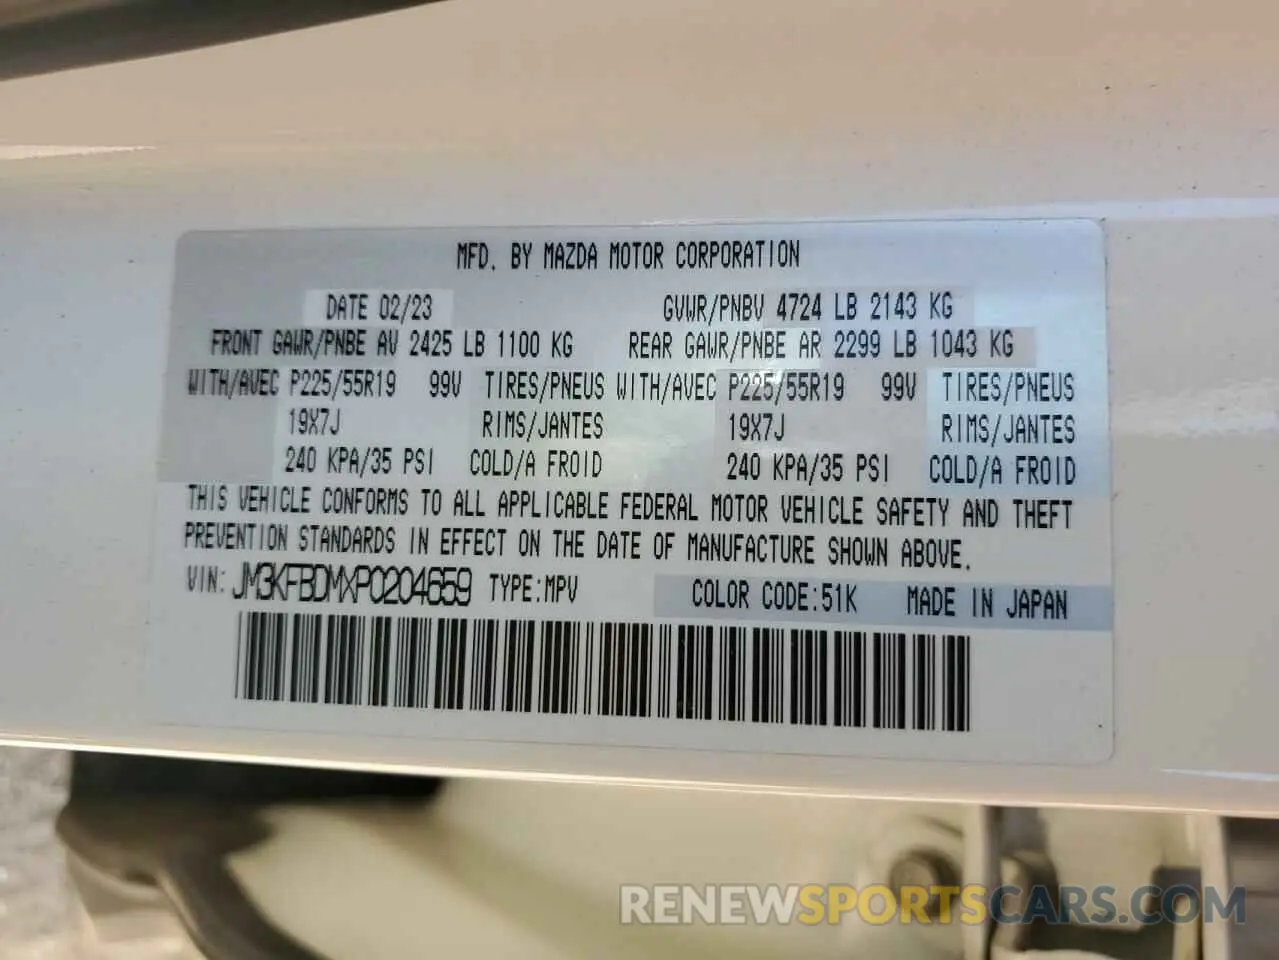 MFD. BY MAZDA MOTOR CORPORATION
DATE 02/23 GVWR/PNBV 4724 LB 2143 KG
FRONT GAWR/PNBE AV 2425 LB 1100 KG REAR GAWR/PNBE AR 2299 LB 1043 KG
WITH/AVEC P225/55R19 99V TIRES/PNEUS WITH/AVEC P225/55R19 99V TIRES/PNEUS
19X7J RIMS/JANTES 19X7J RIMS/JANTES
240 KPA/35 PSI COLD/A FROID 240 KPA/35 PSI COLD/A FROID
THIS VEHICLE CONFORMS TO ALL APPLICABLE FEDERAL MOTOR VEHICLE SAFETY AND THEFT
PREVENTION STANDARDS IN EFFECT ON THE DATE OF MANUFACTURE SHOWN ABOVE.
VIN: JM3KFBDMXP0204659 TYPE:MPV COLOR CODE:51K MADE IN JAPAN
RENEWSPORTSCARS.COM